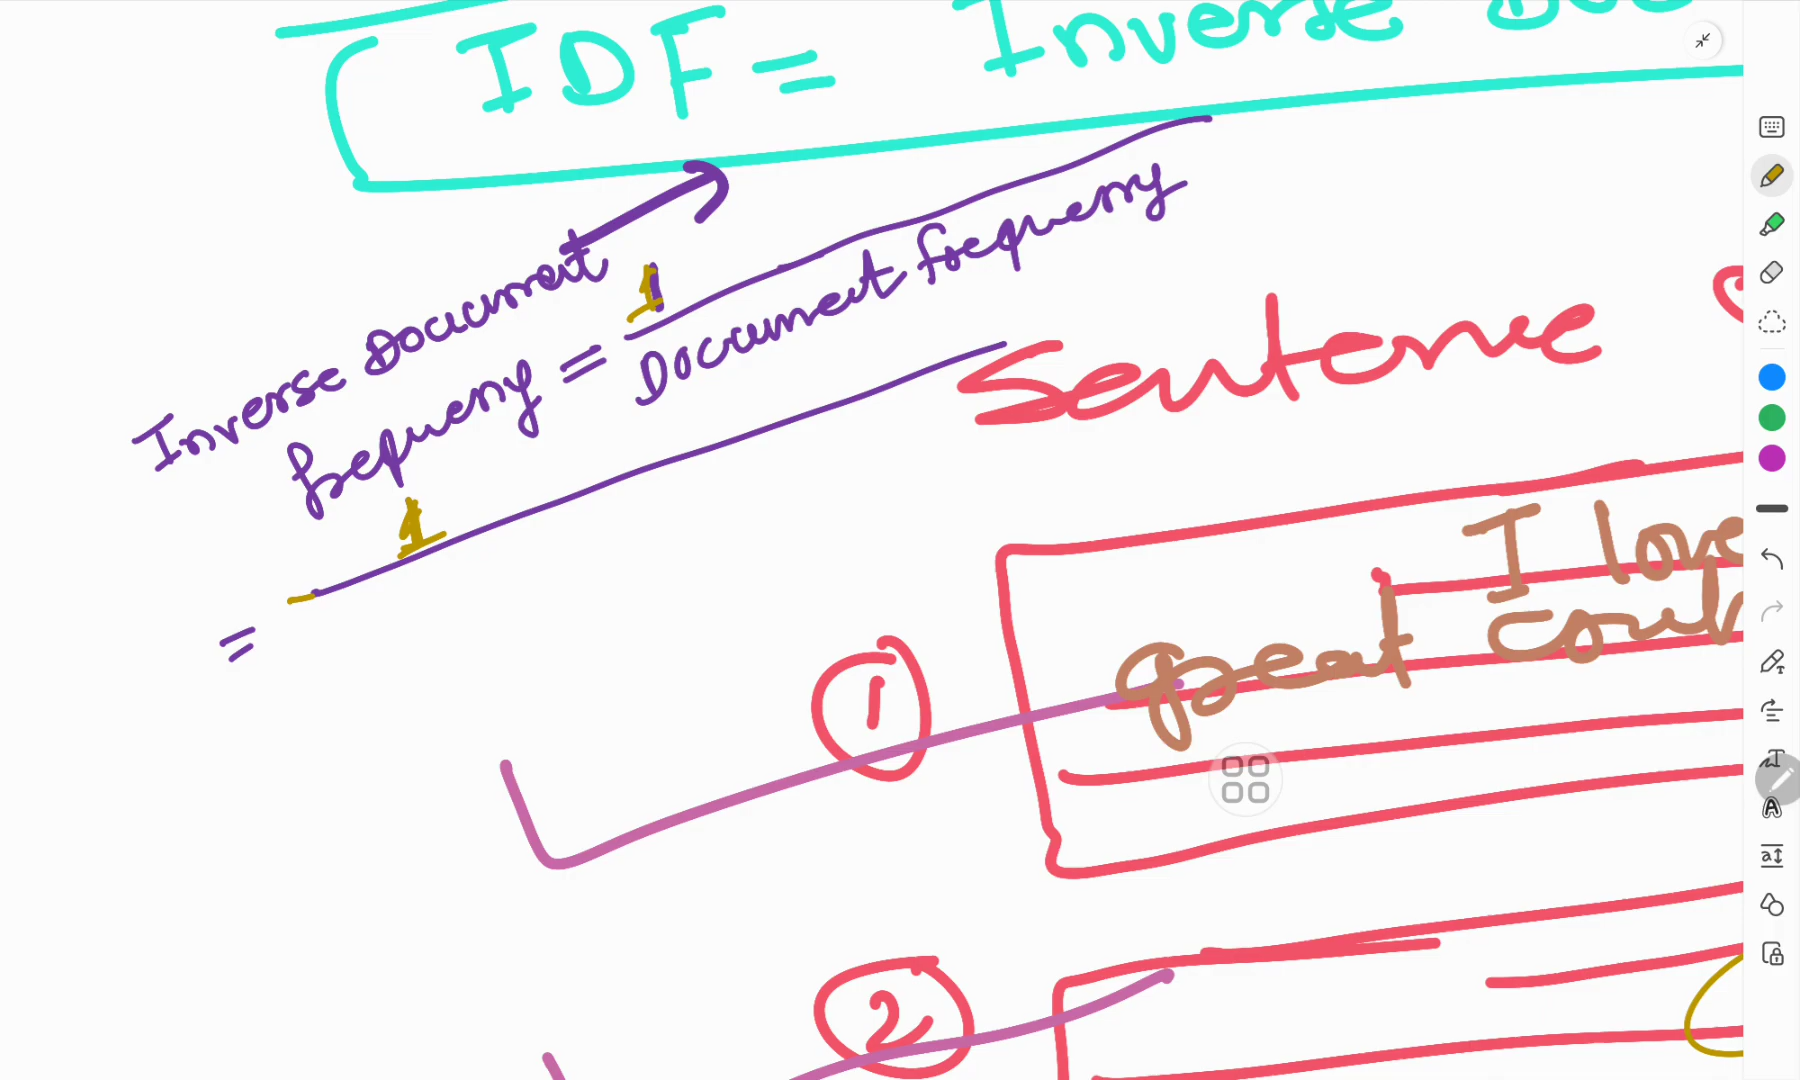 IDF = Inverse
Inverse Document
frequency = 1
Document frequency
= 1
Sentence
1
I love
great
2